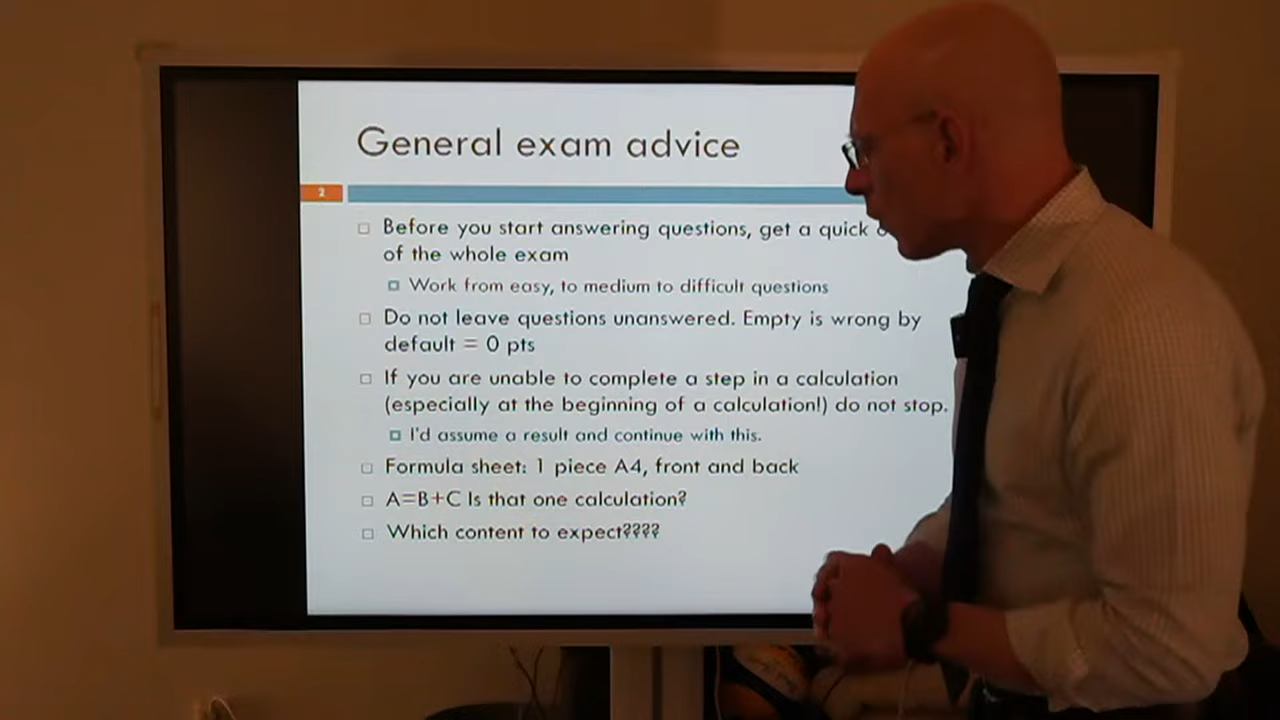 General exam advice
2
Before you start answering questions, get a quick
of the whole exam
Work from easy, to medium to difficult questions
Do not leave questions unanswered. Empty is wrong by
default = 0 pts
If you are unable to complete a step in a calculation
(especially at the beginning of a calculation!) do not stop.
I'd assume a result and continue with this.
Formula sheet: 1 piece A4, front and back
A=B+C Is that one calculation?
Which content to expect????